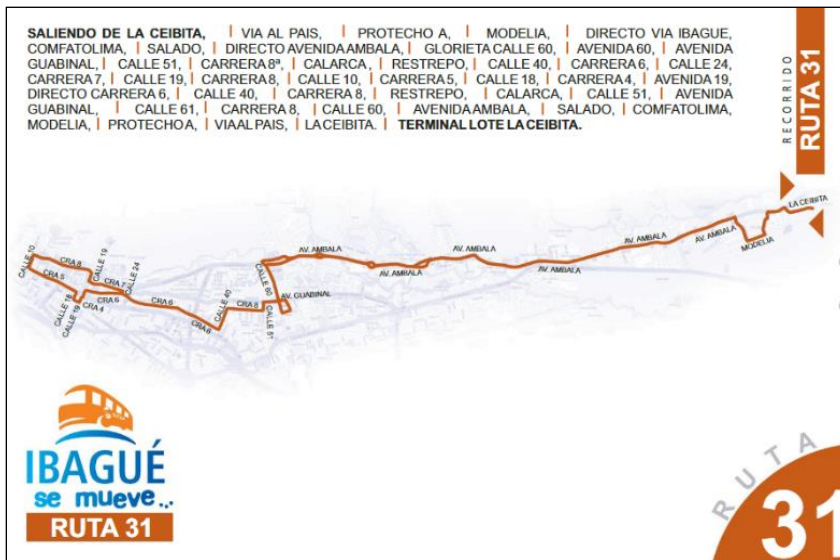 SALIENDO DE LA CEIBITA, | VIA AL PAIS, | PROTECHO A, | MODELIA, | DIRECTO VIA IBAGUE,
COMFATOLIMA, | SALADO, | DIRECTO AVENIDA AMBALA, | GLORIETA CALLE 60, | AVENIDA 60, | AVENIDA
GUABINAL, | CALLE 51, | CARRERA 8ª, | CALARCA, | RESTREPO, | CALLE 40, | CARRERA 6, | CALLE 24,
CARRERA 7, | CALLE 19, | CARRERA 8, | CALLE 10, | CARRERA 5, | CALLE 18, | CARRERA 4, | AVENIDA 19,
DIRECTO CARRERA 6, | CALLE 40, | CARRERA 8, | RESTREPO, | CALARCA, | CALLE 51, | AVENIDA
GUABINAL, | CALLE 61, | CARRERA 8, | CALLE 60, | AVENIDA AMBALA, | SALADO, | COMFATOLIMA,
MODELIA, | PROTECHO A, | VIA AL PAIS, | LA CEIBITA. | TERMINAL LOTE LA CEIBITA.
RECORRIDO
RUTA 31
LA CEIBITA
MODELIA
AV. AMBALA
AV. AMBALA
AV. AMBALA
AV. AMBALA
AV. AMBALA
AV. AMBALA
CALLE 60
AV. GUABINAL
CALLE 10
CRA 8
CALLE 19
CRA 7
CALLE 24
CRA 5
CRA 6
CRA 4
CALLE 18
CALLE 19
CRA 6
CRA 6
CALLE 40
CRA 8
CALLE 51
IBAGUÉ
se mueve...
RUTA 31
RUTA
31